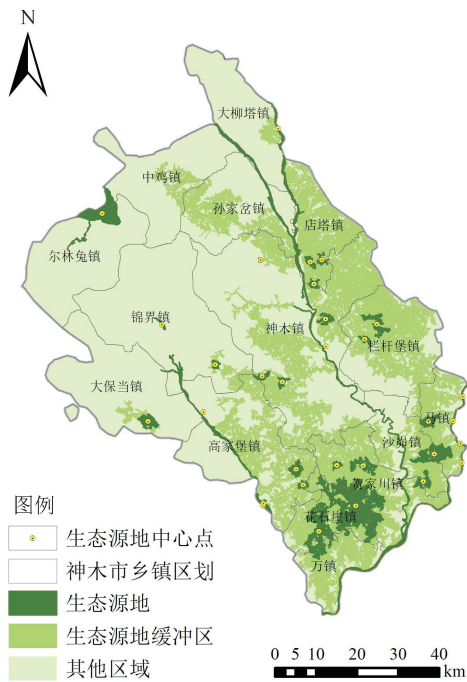 N
大柳塔镇
中鸡镇
孙家岔镇
店塔镇
尔林兔镇
锦界镇
神木镇
栏杆堡镇
大保当镇
马镇
沙峁镇
高家堡镇
贺家川镇
花石崖镇
万镇
图例
生态源地中心点
神木市乡镇区划
生态源地
生态源地缓冲区
其他区域
0 5 10 20 30 40
km